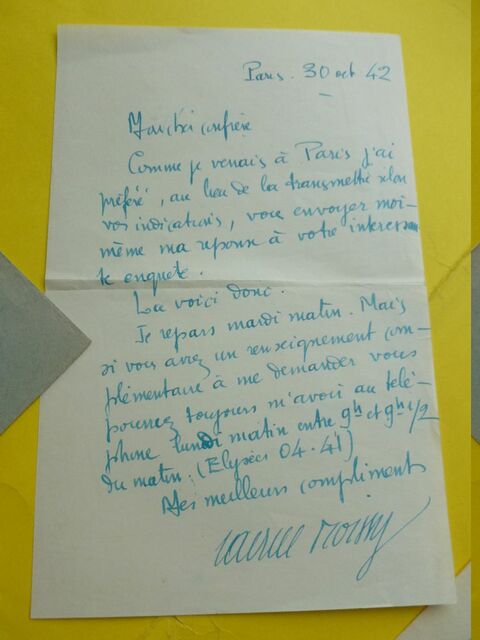 Paris. 30 oct 42
Mon cher confrère
Comme je venais à Paris j'ai
préféré, au lieu de la transmettre selon
vos indications, vous envoyer moi-
même ma réponse à votre interessan
te enquête.
La voici donc.
Je repars mardi matin. Mais
si vous avez un renseignement com-
plémentaire à me demander vous
pourrez toujours m'avoir au télé-
phone lundi matin entre 9h et 9h 1/2
du matin. (Elysées 04.41)
Mes meilleurs compliments